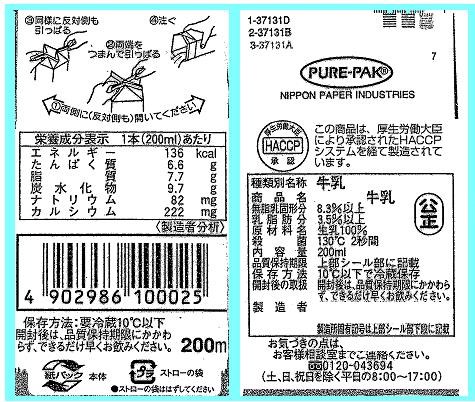 ③同様に反対側も
引っぱる
④注ぐ
②両端を
つまんで引っぱる
①両側に(反対側も)開いてください
栄養成分表示 1本(200ml)あたり
エネルギー 136 kcal
たんぱく質 6.6 g
脂質 7.7 g
炭水化物 9.7 g
ナトリウム 82 mg
カルシウム 222 mg
〈製造者分析〉
4 902986 100025
保存方法:要冷蔵10℃以下
開封後は、品質保持期限にかかわ
らず、できるだけ早くお飲みください。
200m
紙パック 本体
プラ ストローの袋
●ストローの袋ははずしてください
1-37131D
2-37131B
3-37131A
7
PURE-PAK®
NIPPON PAPER INDUSTRIES
厚生労働大臣
HACCP
承認
この商品は、厚生労働大臣
により承認されたHACCP
システムを経て製造されて
います。
種類別名称 牛乳
商品名 牛乳
無脂乳固形分 8.3%以上
乳脂肪分 3.5%以上
原材料名 生乳100%
殺菌 130℃ 2秒間
内容量 200ml
品質保持期限 上部シール部に記載
保存方法 10℃以下で冷蔵保存
開封後の取扱 開封後は、品質保持期限にかかわら
ず、できるだけ早くお飲みください。
製造者
製造所固有記号は上部シール部下段に記載
公正
お気づきの点は、
お客様相談室までご連絡ください。
0120-043694
(土、日、祝日を除く平日の8:00〜17:00)